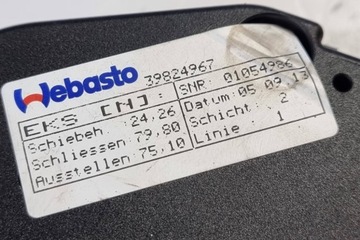 Webasto 39824967
EKS [N]: SNR: 01054986
Schiebeh.:24,26 Datum:05.09.13
Schliessen:79,80 Schicht: 2
Ausstellen:75,10 Linie: 1